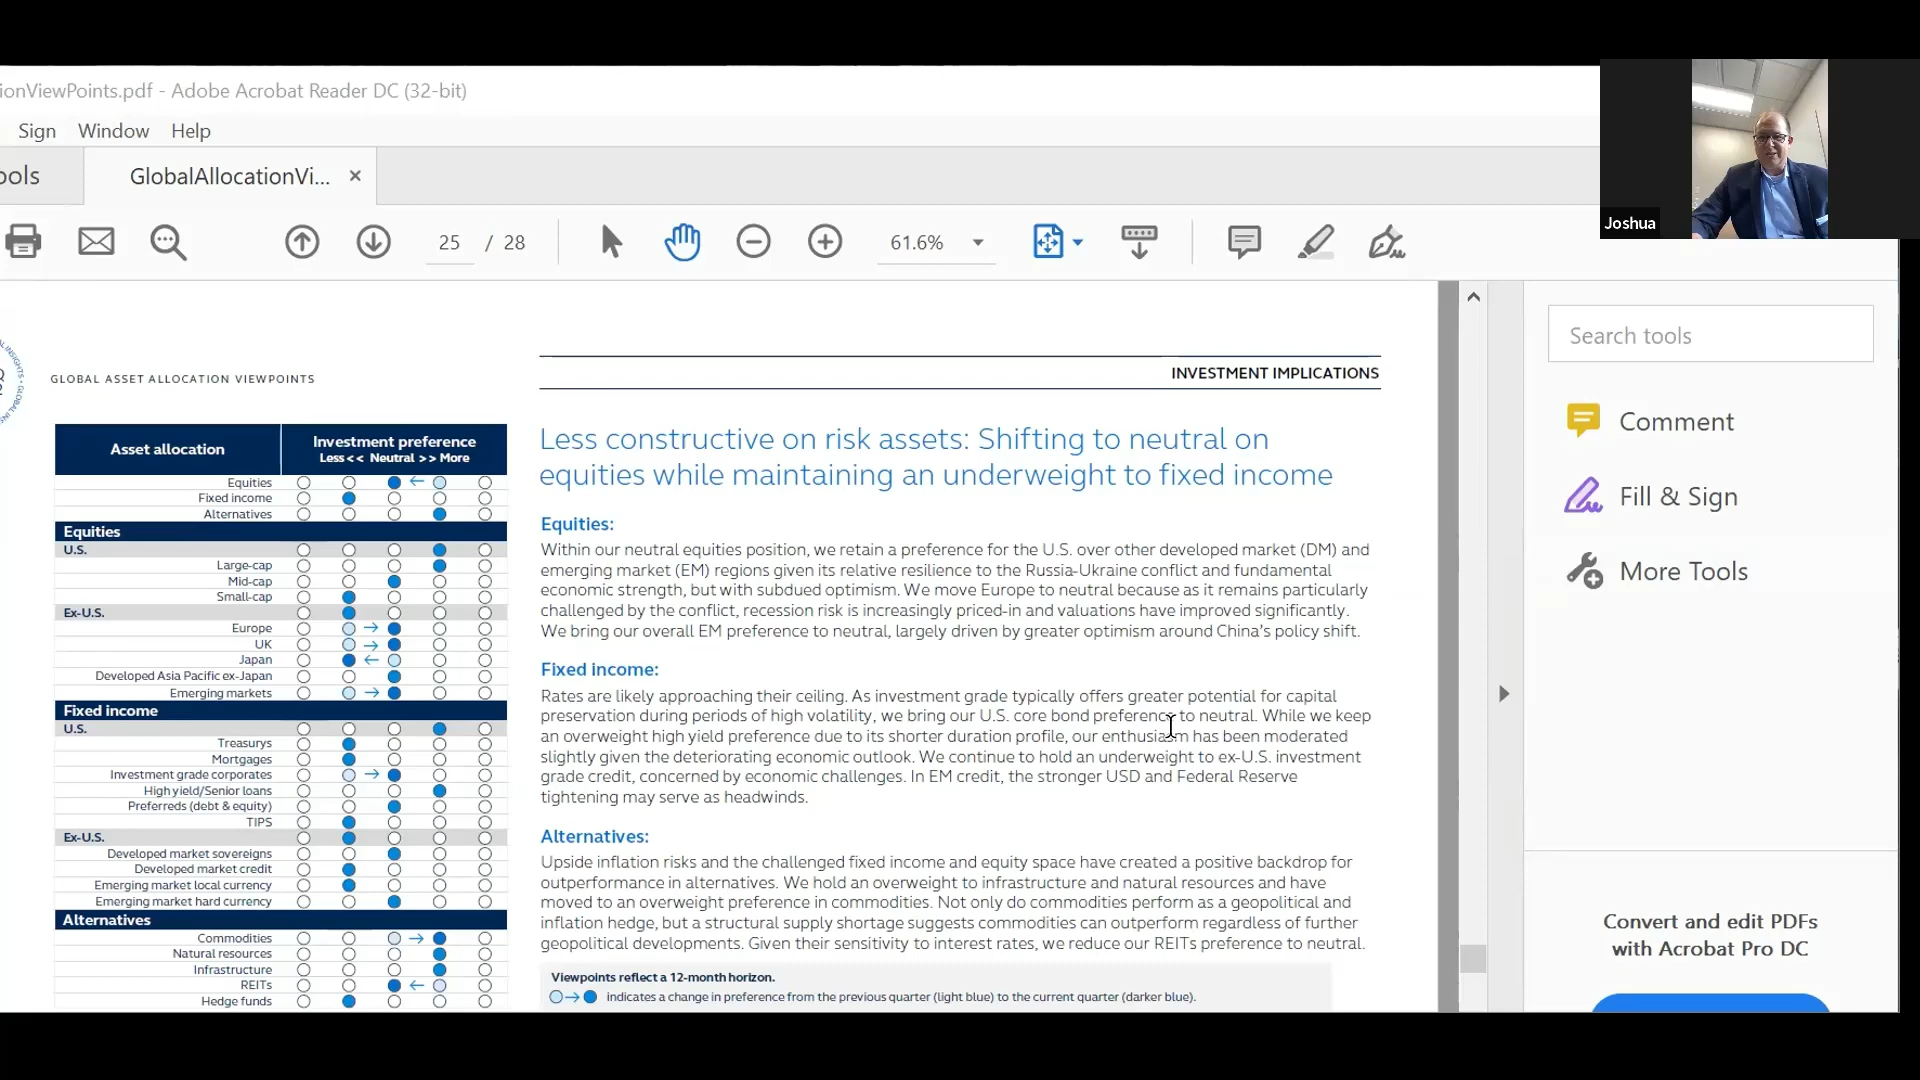 ionViewPoints.pdf - Adobe Acrobat Reader DC (32-bit)
Sign Window Help
ools
GlobalAllocationVi... ×
25 / 28
61.6%
Joshua
GLOBAL ASSET ALLOCATION VIEWPOINTS
Asset allocation
Investment preference
Less << Neutral >> More
Equities
Fixed income
Alternatives
Equities
U.S.
Large-cap
Mid-cap
Small-cap
Ex-U.S.
Europe
UK
Japan
Developed Asia Pacific ex-Japan
Emerging markets
Fixed income
U.S.
Treasurys
Mortgages
Investment grade corporates
High yield/Senior loans
Preferreds (debt & equity)
TIPS
Ex-U.S.
Developed market sovereigns
Developed market credit
Emerging market local currency
Emerging market hard currency
Alternatives
Commodities
Natural resources
Infrastructure
REITs
Hedge funds
INVESTMENT IMPLICATIONS
Less constructive on risk assets: Shifting to neutral on
equities while maintaining an underweight to fixed income
Equities:
Within our neutral equities position, we retain a preference for the U.S. over other developed market (DM) and
emerging market (EM) regions given its relative resilience to the Russia-Ukraine conflict and fundamental
economic strength, but with subdued optimism. We move Europe to neutral because as it remains particularly
challenged by the conflict, recession risk is increasingly priced-in and valuations have improved significantly.
We bring our overall EM preference to neutral, largely driven by greater optimism around China's policy shift.
Fixed income:
Rates are likely approaching their ceiling. As investment grade typically offers greater potential for capital
preservation during periods of high volatility, we bring our U.S. core bond preference to neutral. While we keep
an overweight high yield preference due to its shorter duration profile, our enthusiasm has been moderated
slightly given the deteriorating economic outlook. We continue to hold an underweight to ex-U.S. investment
grade credit, concerned by economic challenges. In EM credit, the stronger USD and Federal Reserve
tightening may serve as headwinds.
Alternatives:
Upside inflation risks and the challenged fixed income and equity space have created a positive backdrop for
outperformance in alternatives. We hold an overweight to infrastructure and natural resources and have
moved to an overweight preference in commodities. Not only do commodities perform as a geopolitical and
inflation hedge, but a structural supply shortage suggests commodities can outperform regardless of further
geopolitical developments. Given their sensitivity to interest rates, we reduce our REITs preference to neutral.
Viewpoints reflect a 12-month horizon.
indicates a change in preference from the previous quarter (light blue) to the current quarter (darker blue).
Search tools
Comment
Fill & Sign
More Tools
Convert and edit PDFs
with Acrobat Pro DC